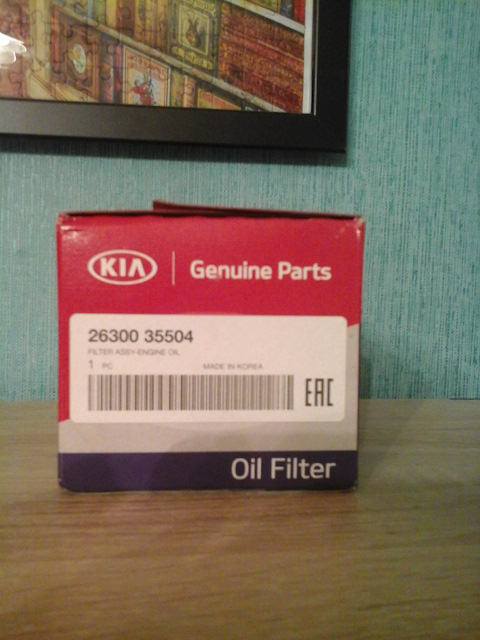 KIA Genuine Parts
26300 35504
FILTER ASSY-ENGINE OIL
1 PC MADE IN KOREA
EAC
Oil Filter